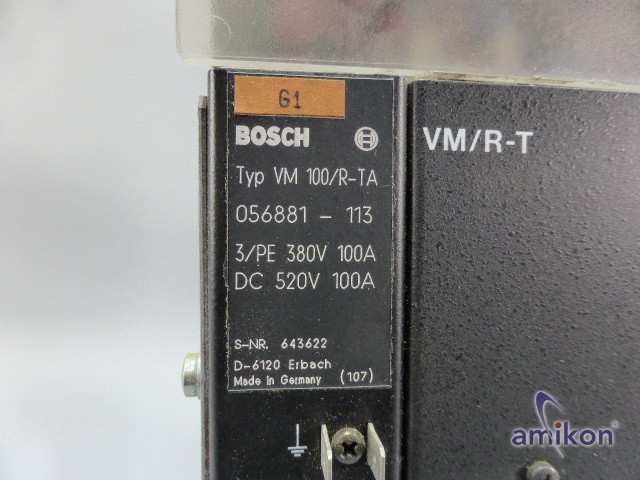 G1
BOSCH
Typ VM 100/R-TA
056881 - 113
3/PE 380V 100A
DC 520V 100A
S-NR. 643622
D-6120 Erbach
Made in Germany (107)
VM/R-T
amikon